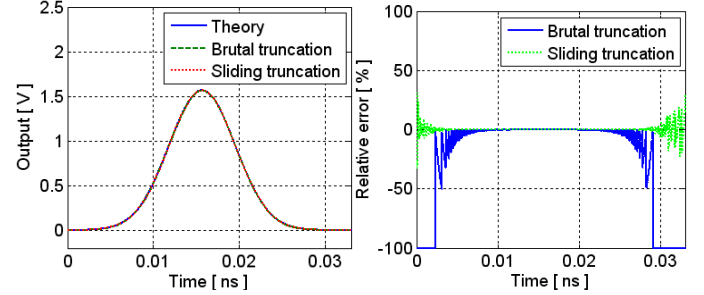 2.5
2
1.5
1
0.5
0
Output [ V ]
Theory
Brutal truncation
Sliding truncation
0 0.01 0.02 0.03
Time [ ns ]
100
50
0
-50
-100
Relative error [ % ]
Brutal truncation
Sliding truncation
0 0.01 0.02 0.03
Time [ ns ]